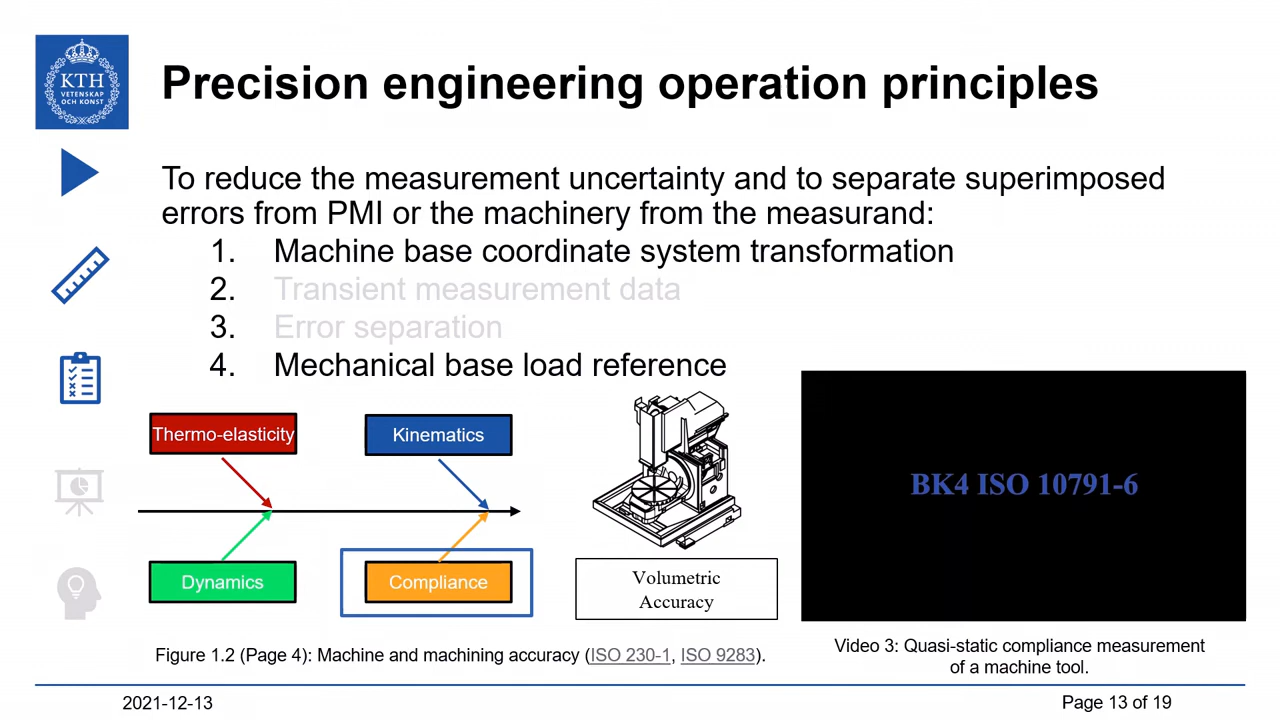 KTH
VETENSKAP
OCH KONST
Precision engineering operation principles
To reduce the measurement uncertainty and to separate superimposed
errors from PMI or the machinery from the measurand:
1. Machine base coordinate system transformation
2. Transient measurement data
3. Error separation
4. Mechanical base load reference
Thermo-elasticity
Kinematics
Dynamics
Compliance
Volumetric
Accuracy
BK4 ISO 10791-6
Figure 1.2 (Page 4): Machine and machining accuracy (ISO 230-1, ISO 9283).
Video 3: Quasi-static compliance measurement
of a machine tool.
2021-12-13
Page 13 of 19